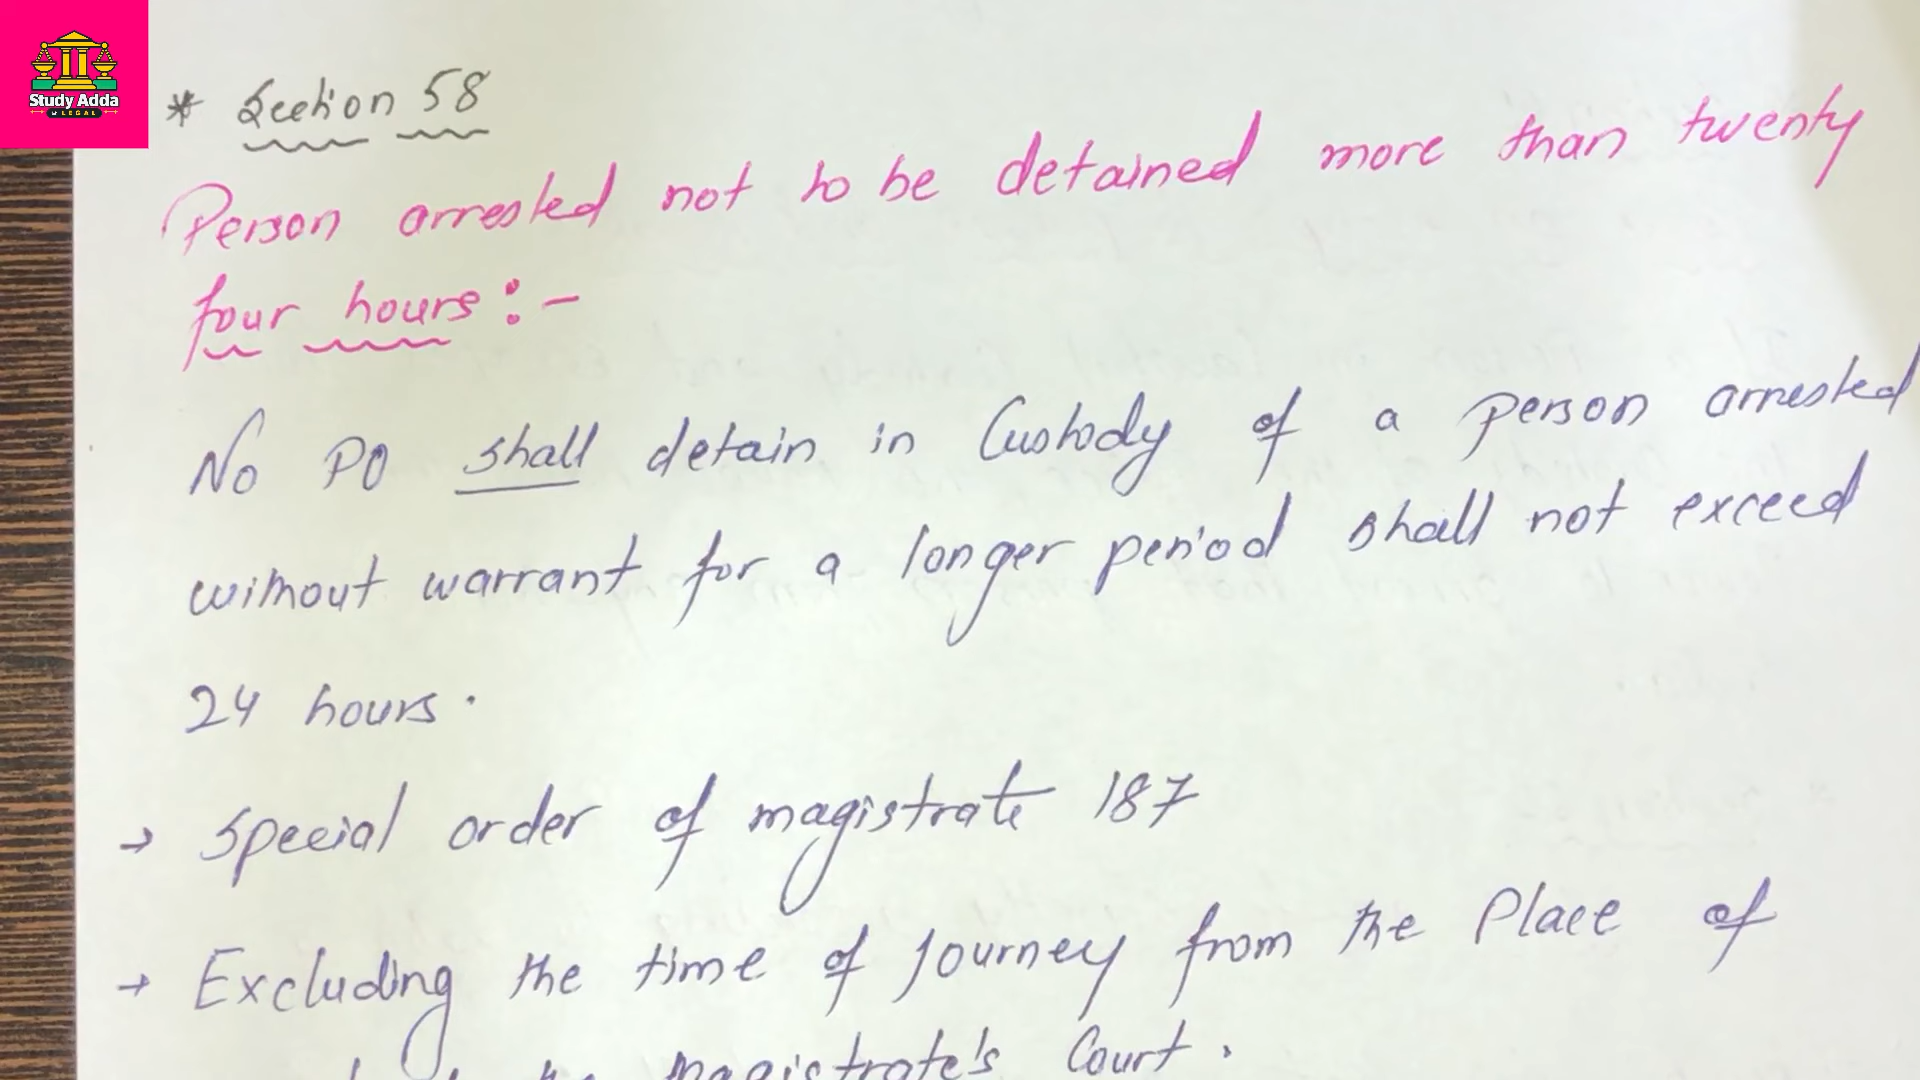 Study Adda
LEGAL
* Section 58
Person arrested not to be detained more than twenty
four hours :-
No PO shall detain in Custody of a person arrested
without warrant for a longer period shall not exceed
24 hours.
→ Special order of magistrate 187
→ Excluding the time of Journey from the Place of
magistrate's Court.